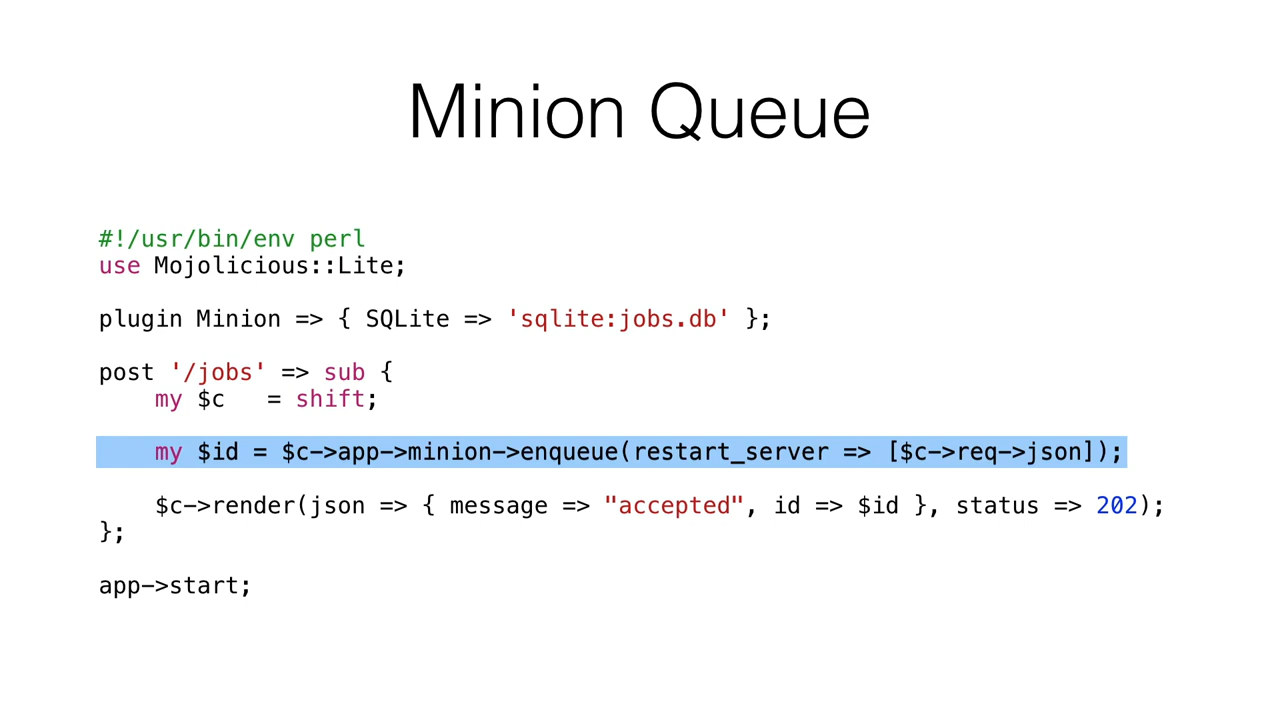 Minion Queue
#!/usr/bin/env perl
use Mojolicious::Lite;
plugin Minion => { SQLite => 'sqlite:jobs.db' };
post '/jobs' => sub {
    my $c   = shift;
    my $id = $c->app->minion->enqueue(restart_server => [$c->req->json]);
    $c->render(json => { message => "accepted", id => $id }, status => 202);
};
app->start;